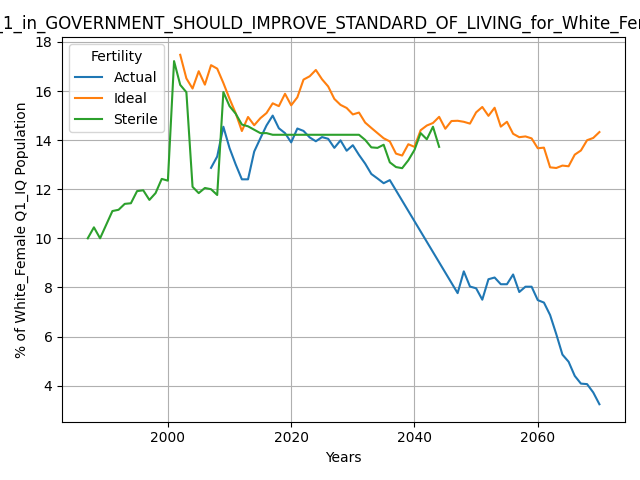 _1_in_GOVERNMENT_SHOULD_IMPROVE_STANDARD_OF_LIVING_for_White_Fe
18
16
14
12
10
8
6
4
% of White_Female Q1_IQ Population
Fertility
Actual
Ideal
Sterile
2000 2020 2040 2060
Years